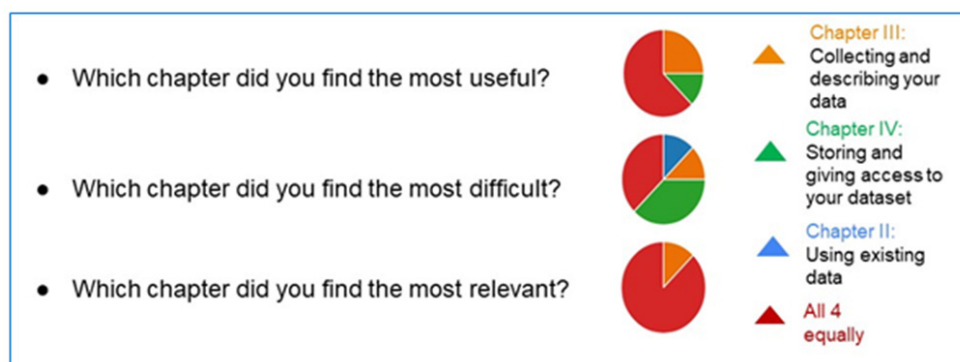 • Which chapter did you find the most useful?
• Which chapter did you find the most difficult?
• Which chapter did you find the most relevant?
Chapter III:
Collecting and
describing your
data
Chapter IV:
Storing and
giving access to
your dataset
Chapter II:
Using existing
data
All 4
equally